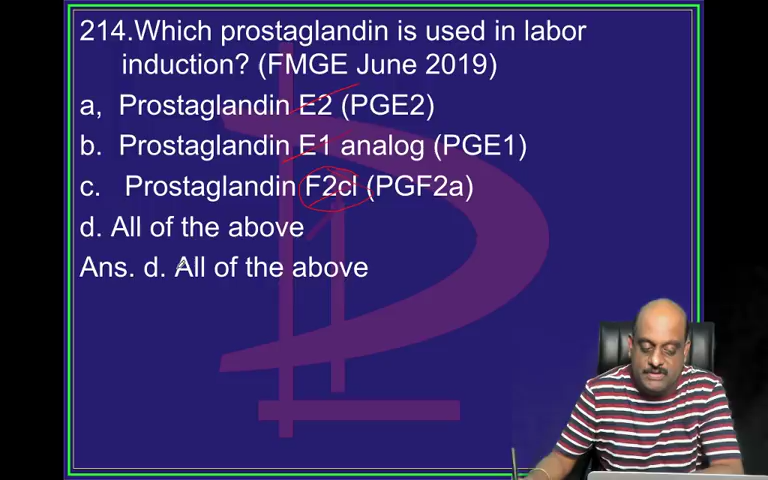 214.Which prostaglandin is used in labor
induction? (FMGE June 2019)
a, Prostaglandin E2 (PGE2)
b. Prostaglandin E1 analog (PGE1)
c. Prostaglandin F2cl (PGF2a)
d. All of the above
Ans. d. All of the above